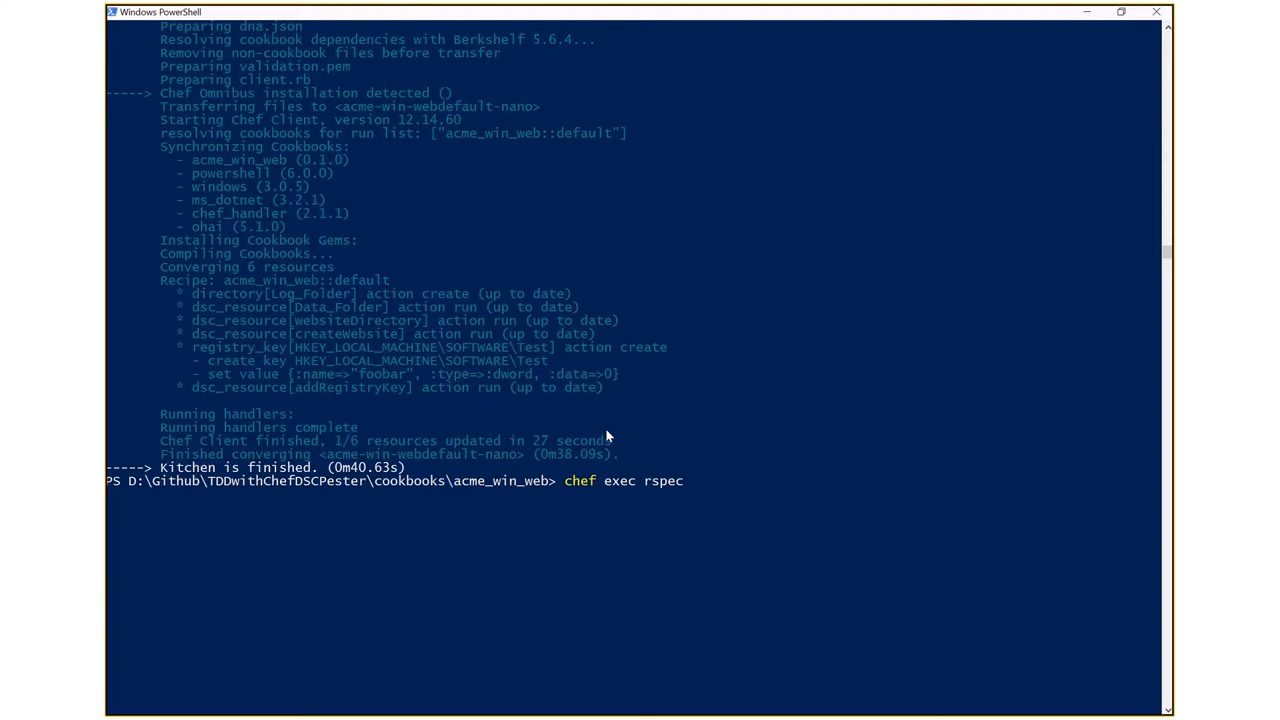 Windows PowerShell
Preparing dna.json
Resolving cookbook dependencies with Berkshelf 5.6.4...
Removing non-cookbook files before transfer
Preparing validation.pem
Preparing client.rb
-----> Chef Omnibus installation detected ()
Transferring files to <acme-win-webdefault-nano>
Starting Chef Client, version 12.14.60
resolving cookbooks for run list: ["acme_win_web::default"]
Synchronizing Cookbooks:
- acme_win_web (0.1.0)
- powershell (6.0.0)
- windows (3.0.5)
- ms_dotnet (3.2.1)
- chef_handler (2.1.1)
- ohai (5.1.0)
Installing Cookbook Gems:
Compiling Cookbooks...
Converging 6 resources
Recipe: acme_win_web::default
* directory[Log_Folder] action create (up to date)
* dsc_resource[Data_Folder] action run (up to date)
* dsc_resource[websiteDirectory] action run (up to date)
* dsc_resource[createWebsite] action run (up to date)
* registry_key[HKEY_LOCAL_MACHINE\SOFTWARE\Test] action create
- create key HKEY_LOCAL_MACHINE\SOFTWARE\Test
- set value {:name=>"foobar", :type=>:dword, :data=>0}
* dsc_resource[addRegistryKey] action run (up to date)
Running handlers:
Running handlers complete
Chef Client finished, 1/6 resources updated in 27 seconds
Finished converging <acme-win-webdefault-nano> (0m38.09s).
-----> Kitchen is finished. (0m40.63s)
PS D:\Github\TDDwithChefDSCPester\cookbooks\acme_win_web> chef exec rspec